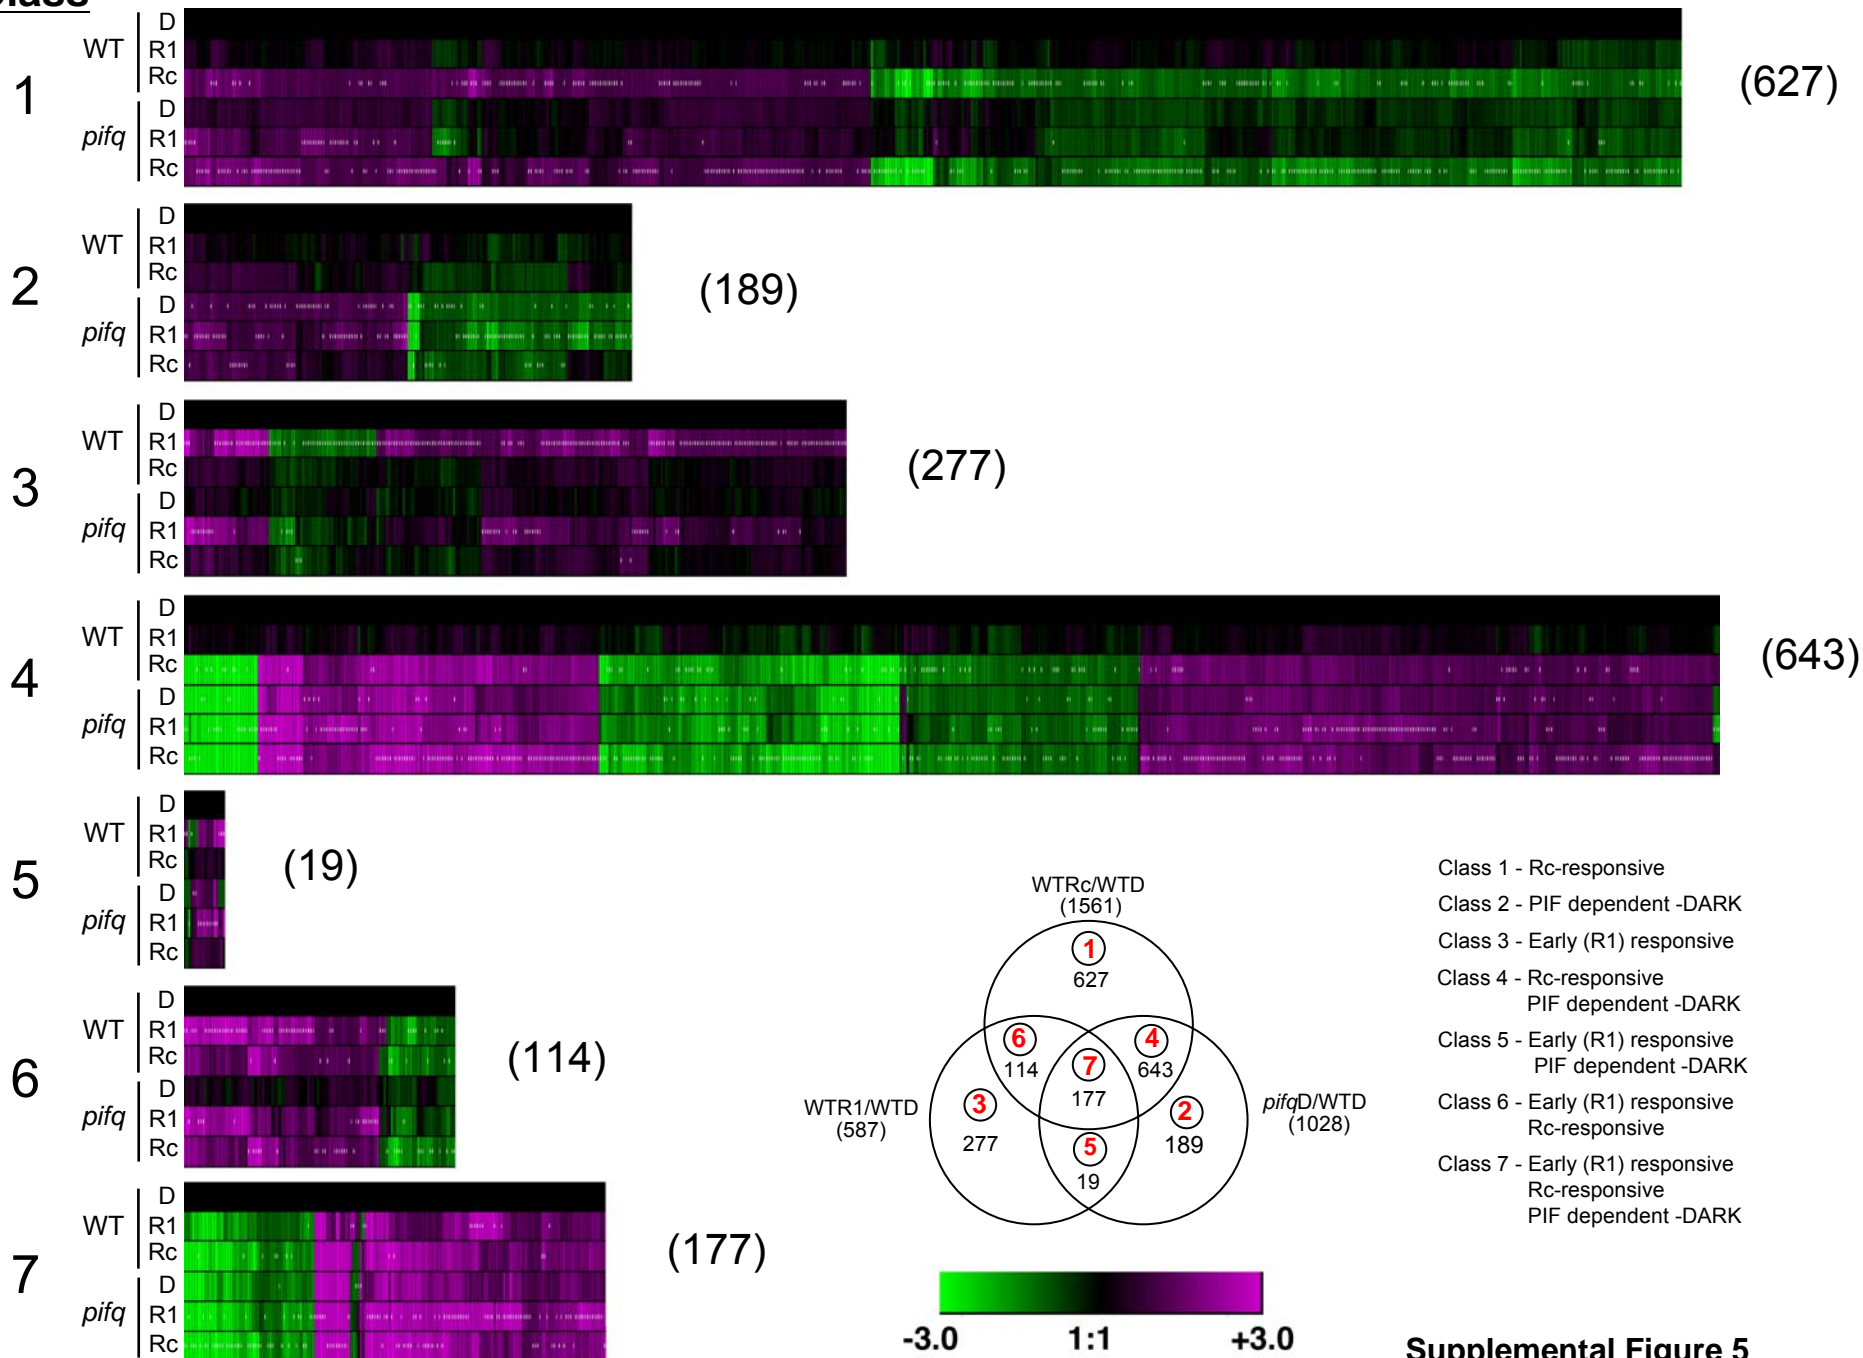 1
WT
D
R1
Rc
pifq
D
R1
Rc
(627)
2
WT
D
R1
Rc
pifq
D
R1
Rc
(189)
3
WT
D
R1
Rc
pifq
D
R1
Rc
(277)
4
WT
D
R1
Rc
pifq
D
R1
Rc
(643)
5
WT
D
R1
Rc
pifq
D
R1
Rc
(19)
6
WT
D
R1
Rc
pifq
D
R1
Rc
(114)
7
WT
D
R1
Rc
pifq
D
R1
Rc
(177)
WTRc/WTD
(1561)
1
627
6
114
4
643
7
177
WTR1/WTD
(587)
3
277
2
189
pifqD/WTD
(1028)
5
19
Class 1 - Rc-responsive
Class 2 - PIF dependent -DARK
Class 3 - Early (R1) responsive
Class 4 - Rc-responsive
PIF dependent -DARK
Class 5 - Early (R1) responsive
PIF dependent -DARK
Class 6 - Early (R1) responsive
Rc-responsive
Class 7 - Early (R1) responsive
Rc-responsive
PIF dependent -DARK
-3.0 1:1 +3.0
Supplemental Figure 5